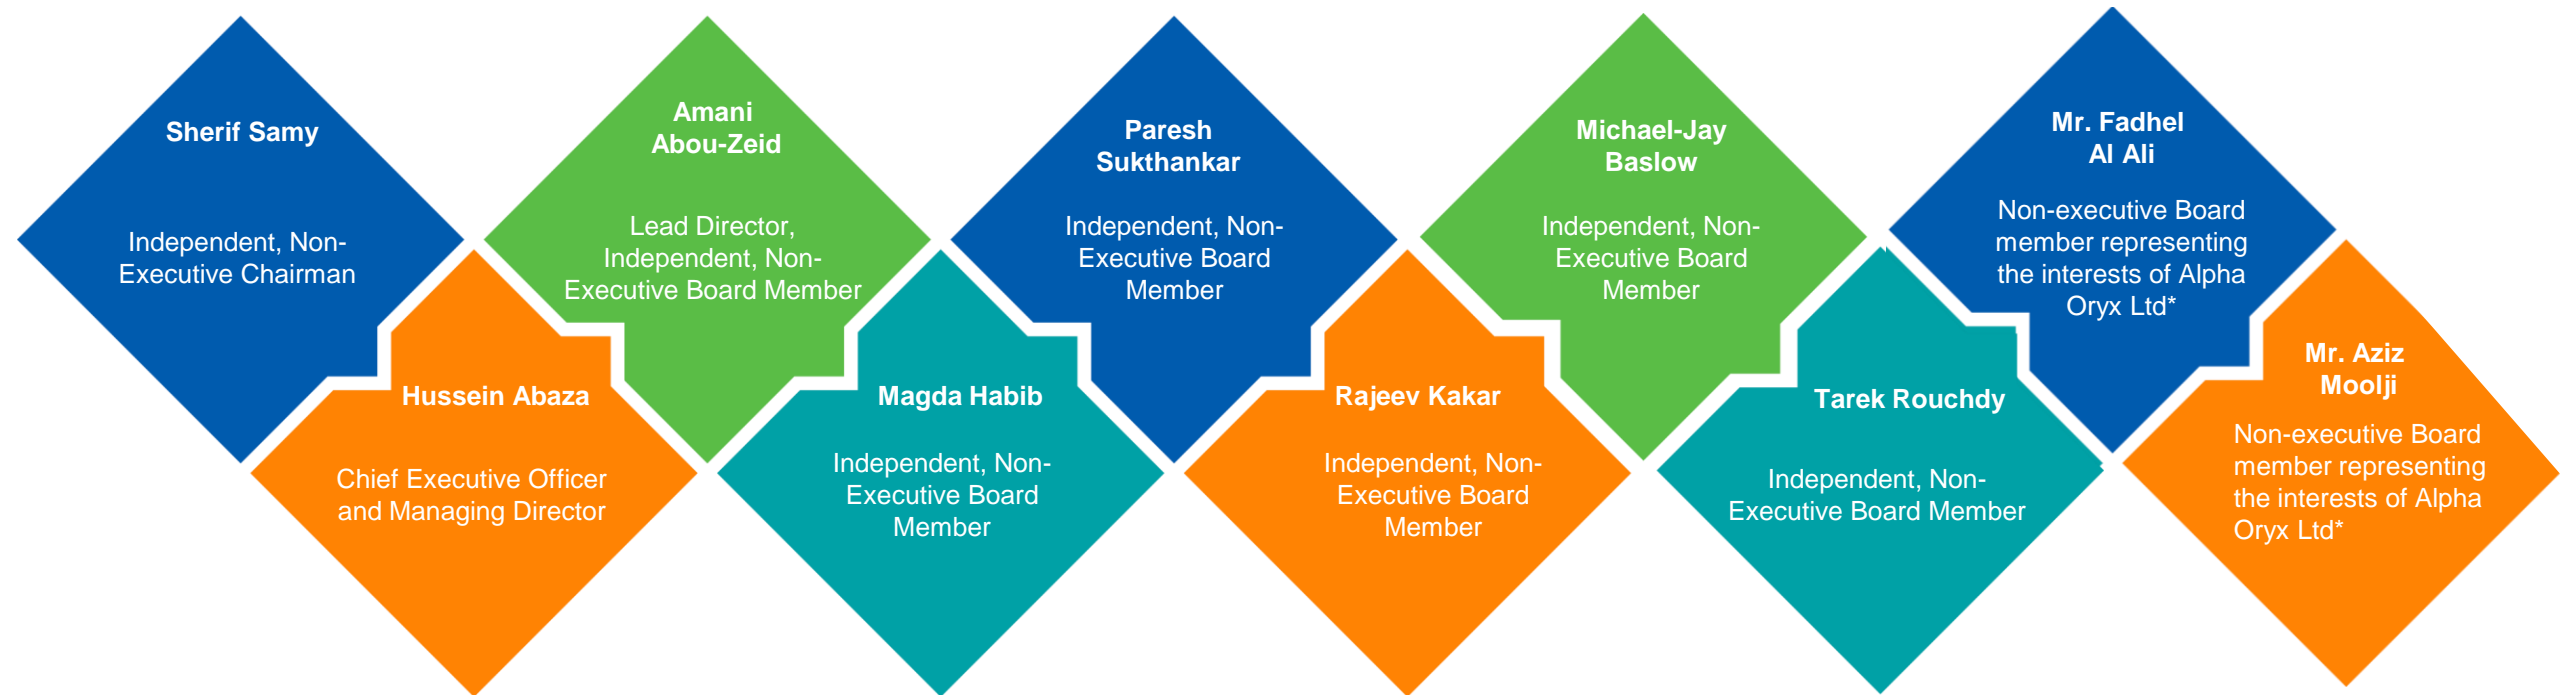 Sherif Samy
Independent, Non-
Executive Chairman
Hussein Abaza
Chief Executive Officer
and Managing Director
Amani
Abou-Zeid
Lead Director,
Independent, Non-
Executive Board Member
Magda Habib
Independent, Non-
Executive Board
Member
Paresh
Sukthankar
Independent, Non-
Executive Board
Member
Rajeev Kakar
Independent, Non-
Executive Board
Member
Michael-Jay
Baslow
Independent, Non-
Executive Board
Member
Tarek Rouchdy
Independent, Non-
Executive Board Member
Mr. Fadhel
Al Ali
Non-executive Board
member representing
the interests of Alpha
Oryx Ltd*
Mr. Aziz
Moolji
Non-executive Board
member representing
the interests of Alpha
Oryx Ltd*